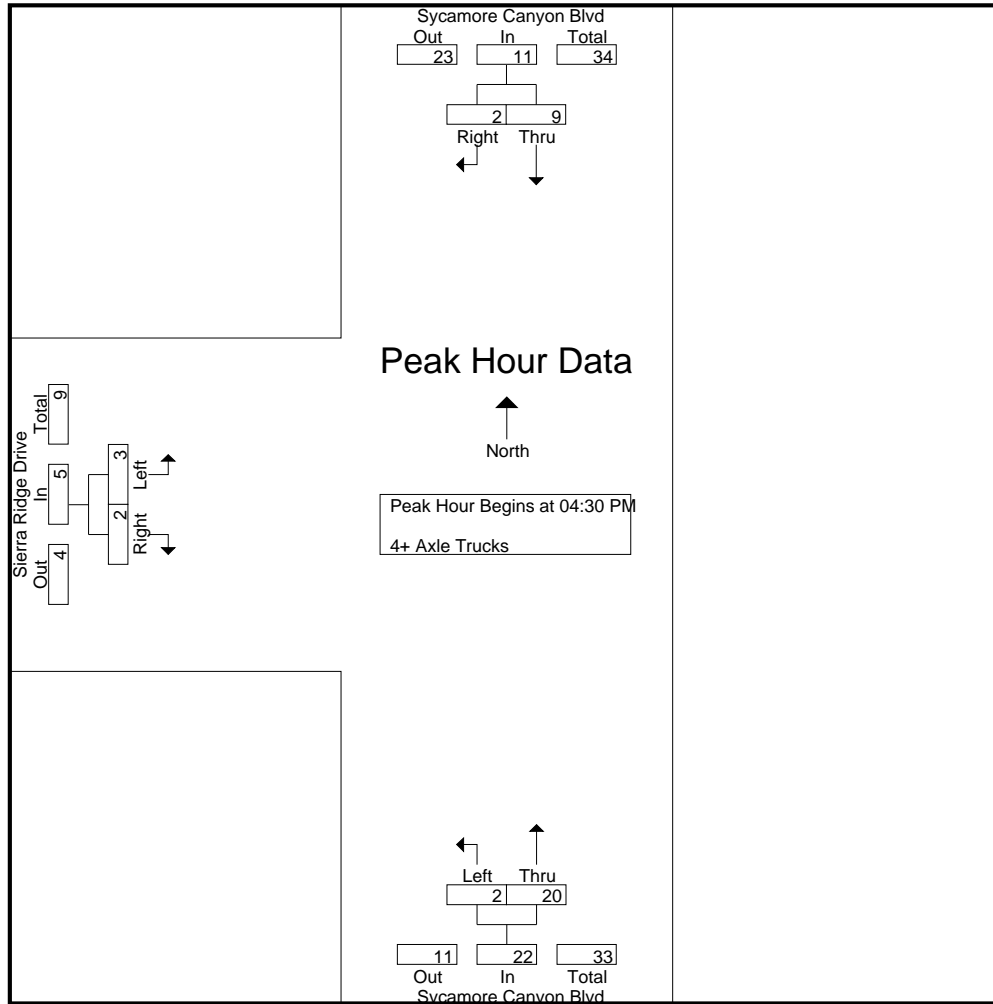 Sycamore Canyon Blvd
Out In Total
23 11 34
2 9
Right Thru
Peak Hour Data
North
Peak Hour Begins at 04:30 PM
4+ Axle Trucks
Sierra Ridge Drive
Out In Total
4 5 9
2 3
Right Left
Left Thru
2 20
11 22 33
Out In Total
Sycamore Canyon Blvd